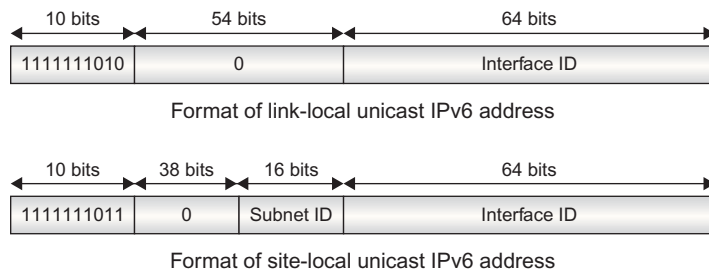 10 bits 54 bits 64 bits
1111111010 0 Interface ID
Format of link-local unicast IPv6 address
10 bits 38 bits 16 bits 64 bits
1111111011 0 Subnet ID Interface ID
Format of site-local unicast IPv6 address